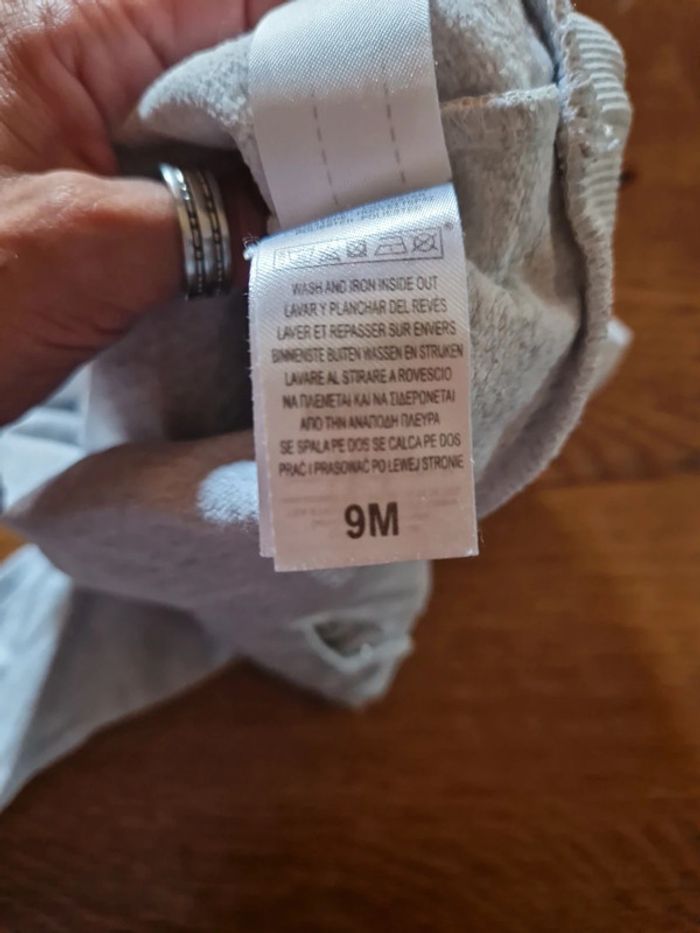 WASH AND IRON INSIDE OUT
LAVAR Y PLANCHAR DEL REVÉS
LAVER ET REPASSER SUR ENVERS
BINNENSTE BUITEN WASSEN EN STRIJKEN
LAVARE AL STIRARE A ROVESCIO
ΝΑ ΠΛΕΝΕΤΑΙ ΚΑΙ ΝΑ ΣΙΔΕΡΟΝΕΤΑΙ
ΑΠΟ ΤΗΝ ΑΝΑΠΟΔΗ ΠΛΕΥΡΑ
SE SPALA PE DOS SE CALCA PE DOS
PRAĆ I PRASOWAĆ PO LEWEJ STRONIE
9M